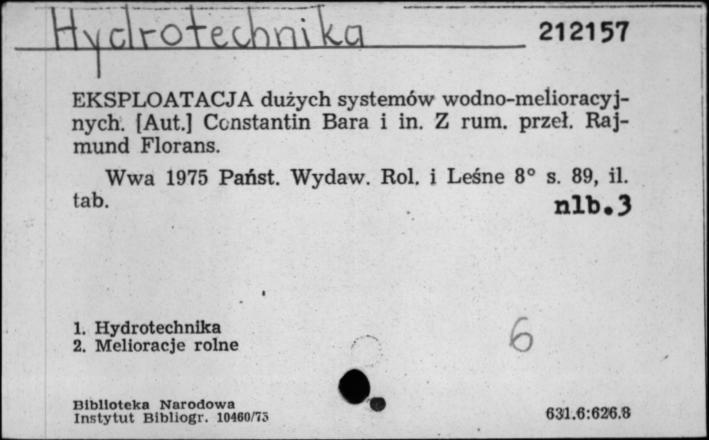 Hydrotechnika
212157
EKSPLOATACJA dużych systemów wodno-melioracyj-
nych. [Aut.] Constantin Bara i in. Z rum. przeł. Raj-
mund Florans.
Wwa 1975 Państ. Wydaw. Rol. i Leśne 8° s. 89, il.
tab.
nlb.3
1. Hydrotechnika
2. Melioracje rolne
6
Biblioteka Narodowa
Instytut Bibliogr. 10460/75
631.6:626.8